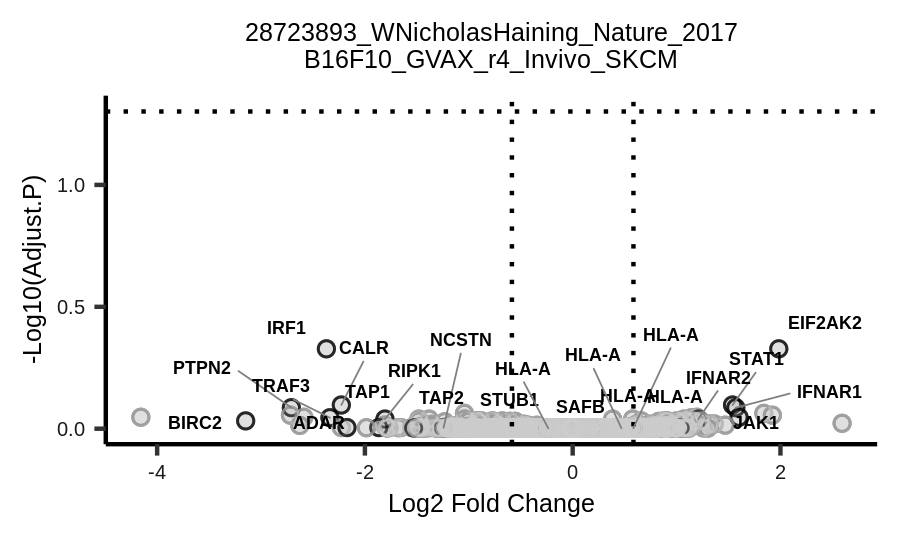 28723893_WNicholasHaining_Nature_2017
B16F10_GVAX_r4_Invivo_SKCM
-Log10(Adjust.P)
1.0
0.5
0.0
IRF1
EIF2AK2
CALR
NCSTN
HLA-A
HLA-A
HLA-A
STAT1
PTPN2
TRAF3
TAP1
RIPK1
IFNAR2
IFNAR1
TAP2
STUB1
SAFB
HLA-A
HLA-A
BIRC2
ADAR
JAK1
-4
-2
0
2
Log2 Fold Change